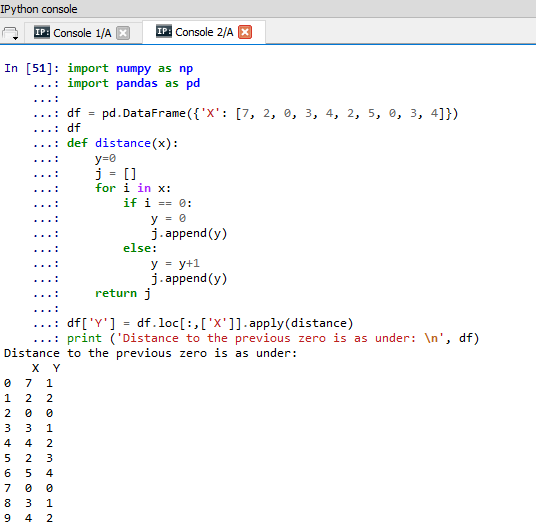 IPython console
IP: Console 1/A
IP: Console 2/A
In [51]: import numpy as np
    ...: import pandas as pd
    ...:
    ...: df = pd.DataFrame({'X': [7, 2, 0, 3, 4, 2, 5, 0, 3, 4]})
    ...: df
    ...: def distance(x):
    ...:     y=0
    ...:     j = []
    ...:     for i in x:
    ...:         if i == 0:
    ...:             y = 0
    ...:             j.append(y)
    ...:         else:
    ...:             y = y+1
    ...:             j.append(y)
    ...:     return j
    ...:
    ...: df['Y'] = df.loc[:,['X']].apply(distance)
    ...: print ('Distance to the previous zero is as under: \n', df)
Distance to the previous zero is as under:
    X  Y
0  7  1
1  2  2
2  0  0
3  3  1
4  4  2
5  2  3
6  5  4
7  0  0
8  3  1
9  4  2